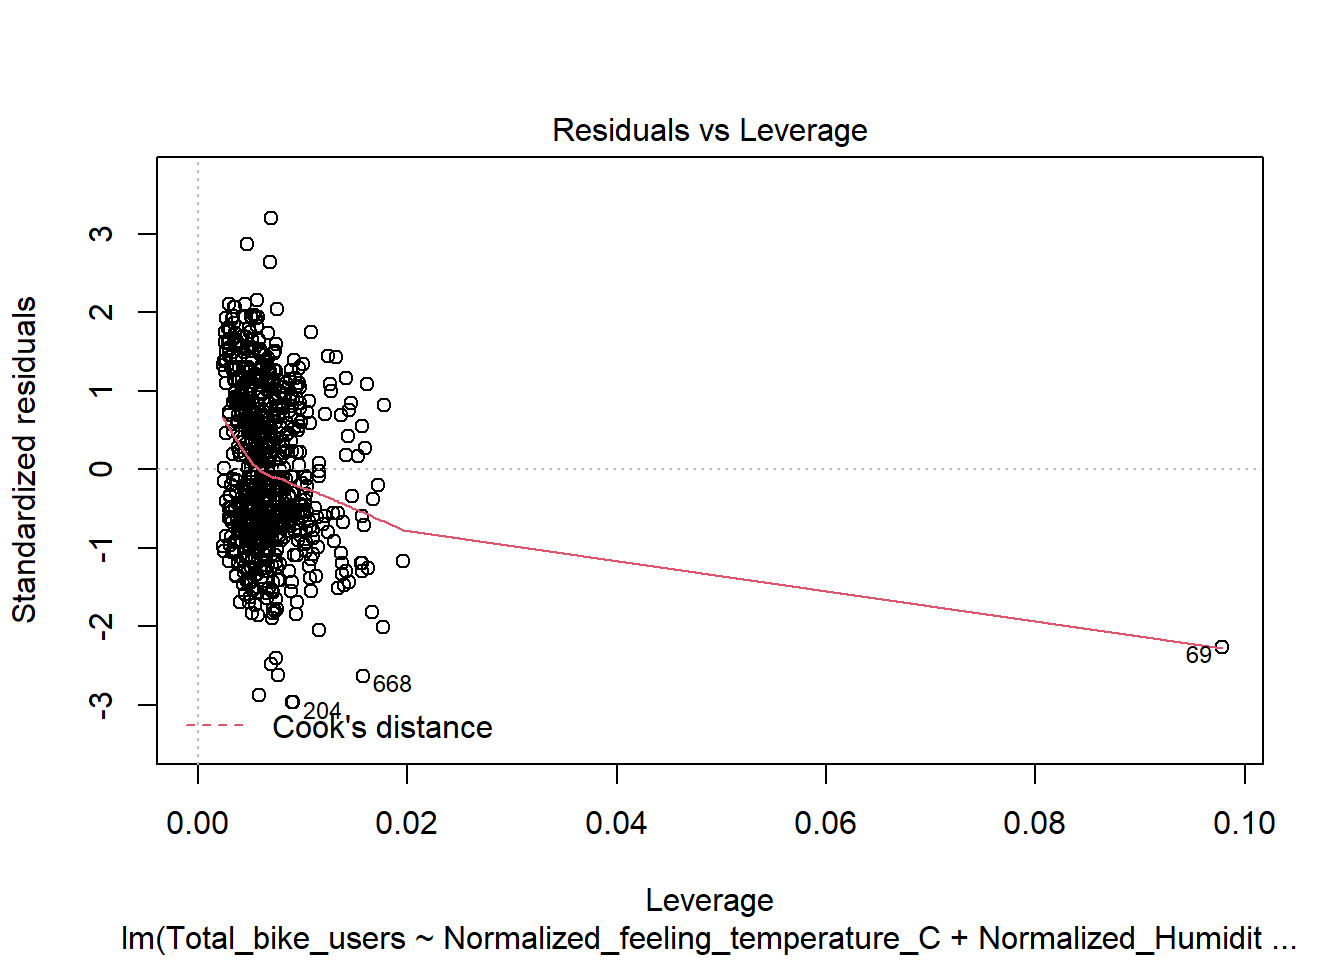 Residuals vs Leverage
Standardized residuals
3
2
1
0
-1
-2
-3
69
668
204
Cook's distance
0.00 0.02 0.04 0.06 0.08 0.10
Leverage
lm(Total_bike_users ~ Normalized_feeling_temperature_C + Normalized_Humidit ...